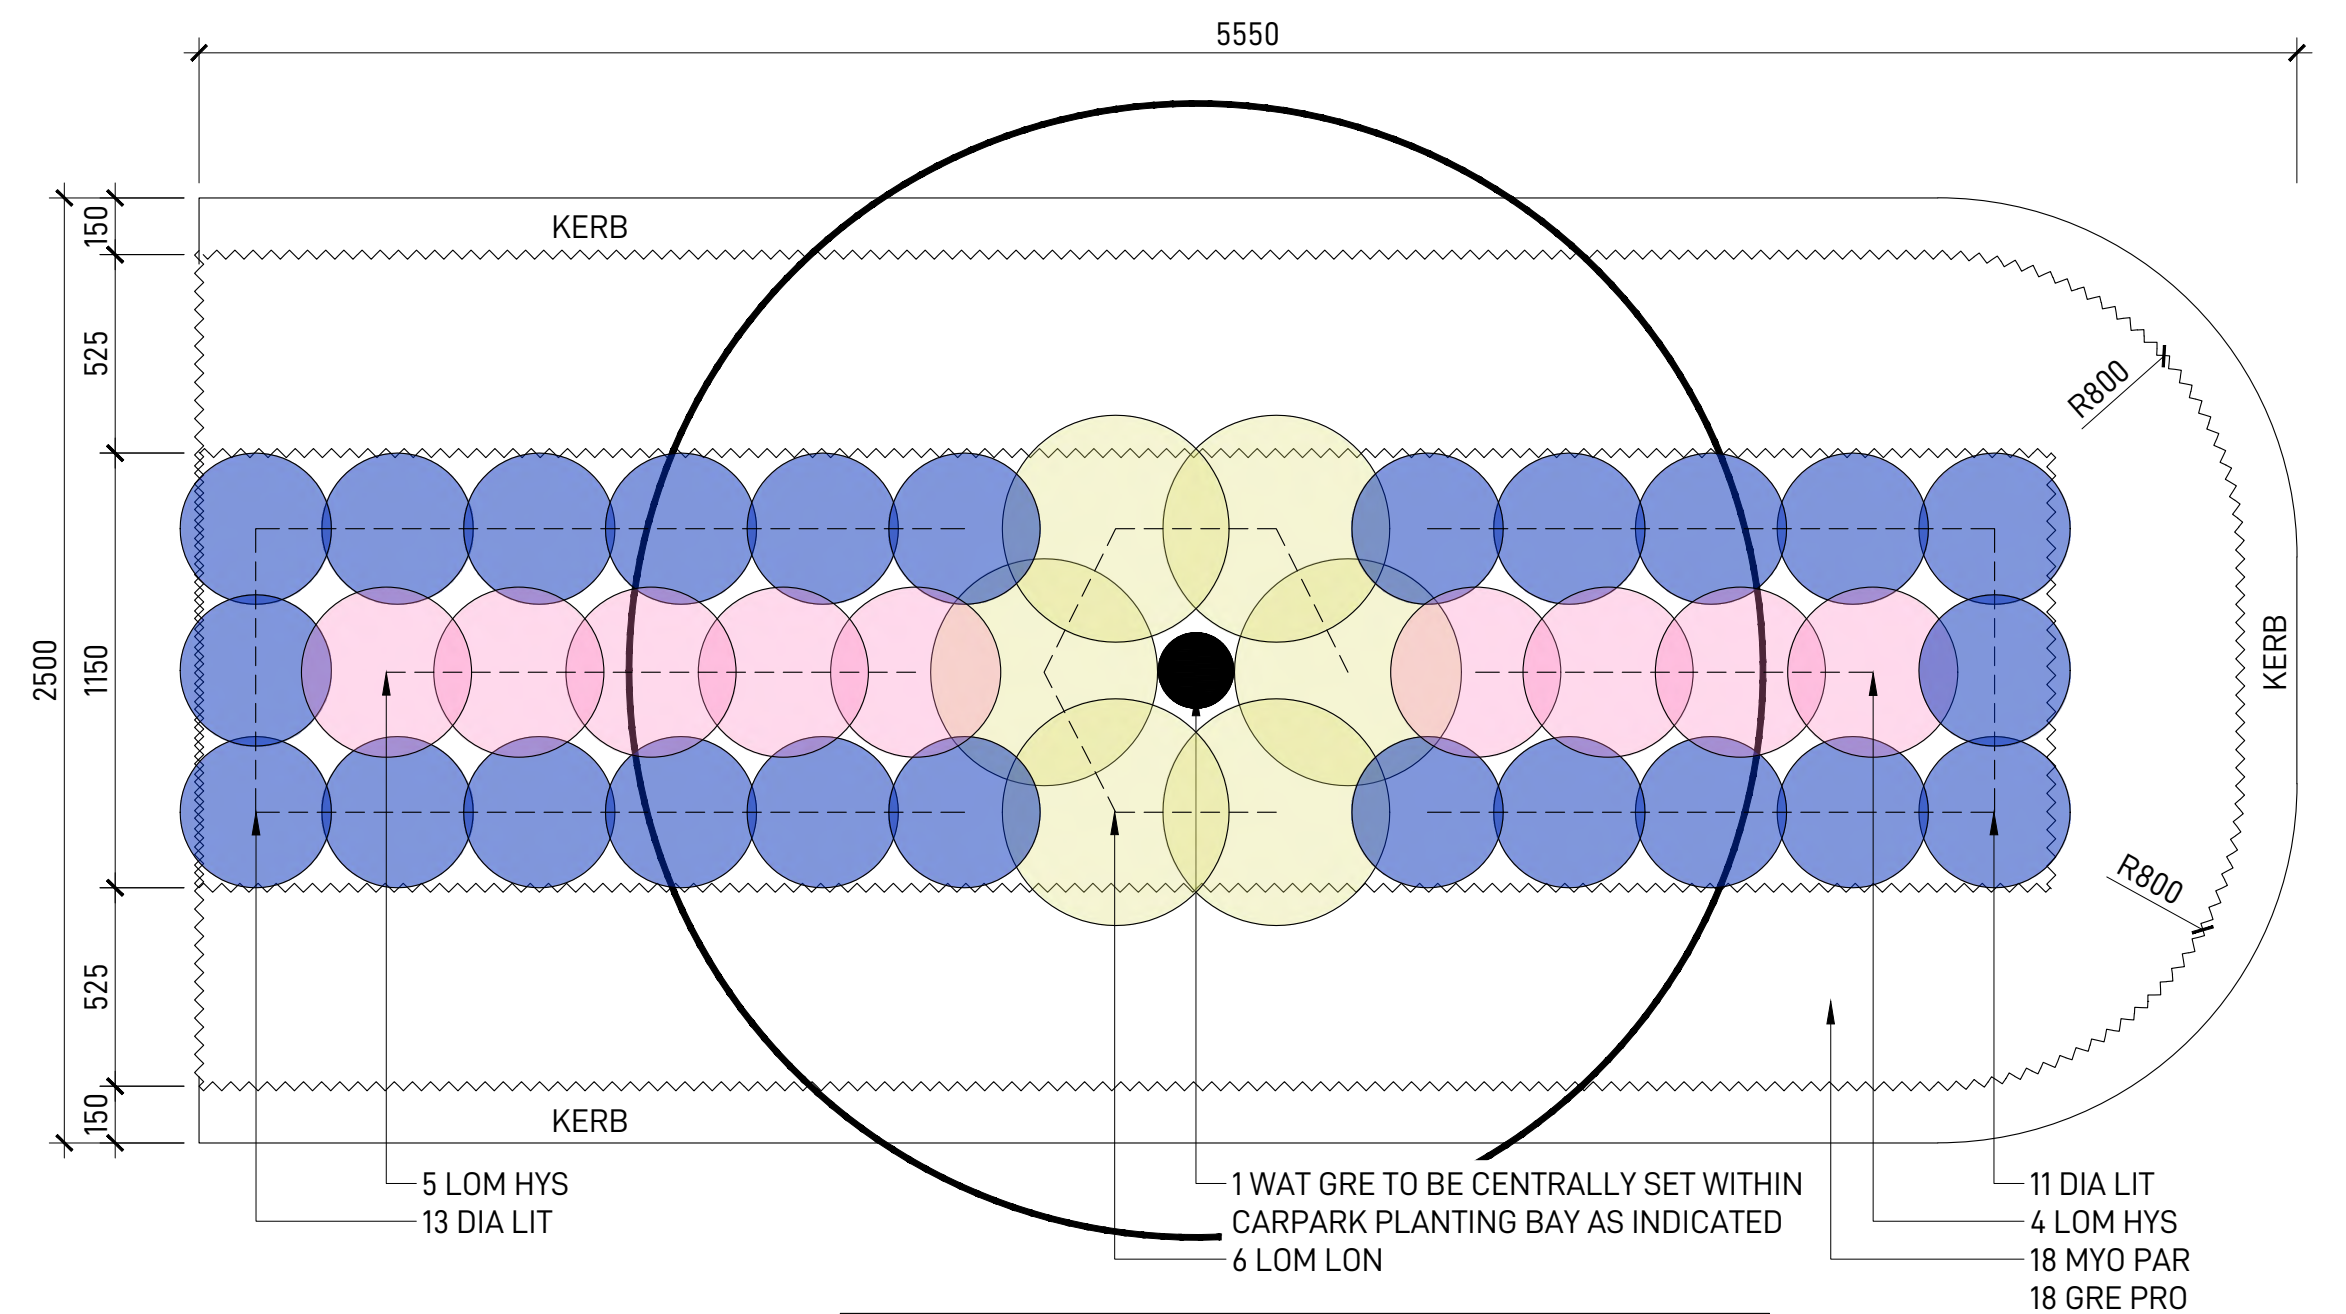 5550
150
KERB
525
R800
2500
1150
KERB
R800
525
150
KERB
5 LOM HYS
13 DIA LIT
1 WAT GRE TO BE CENTRALLY SET WITHIN
CARPARK PLANTING BAY AS INDICATED
6 LOM LON
11 DIA LIT
4 LOM HYS
18 MYO PAR
18 GRE PRO